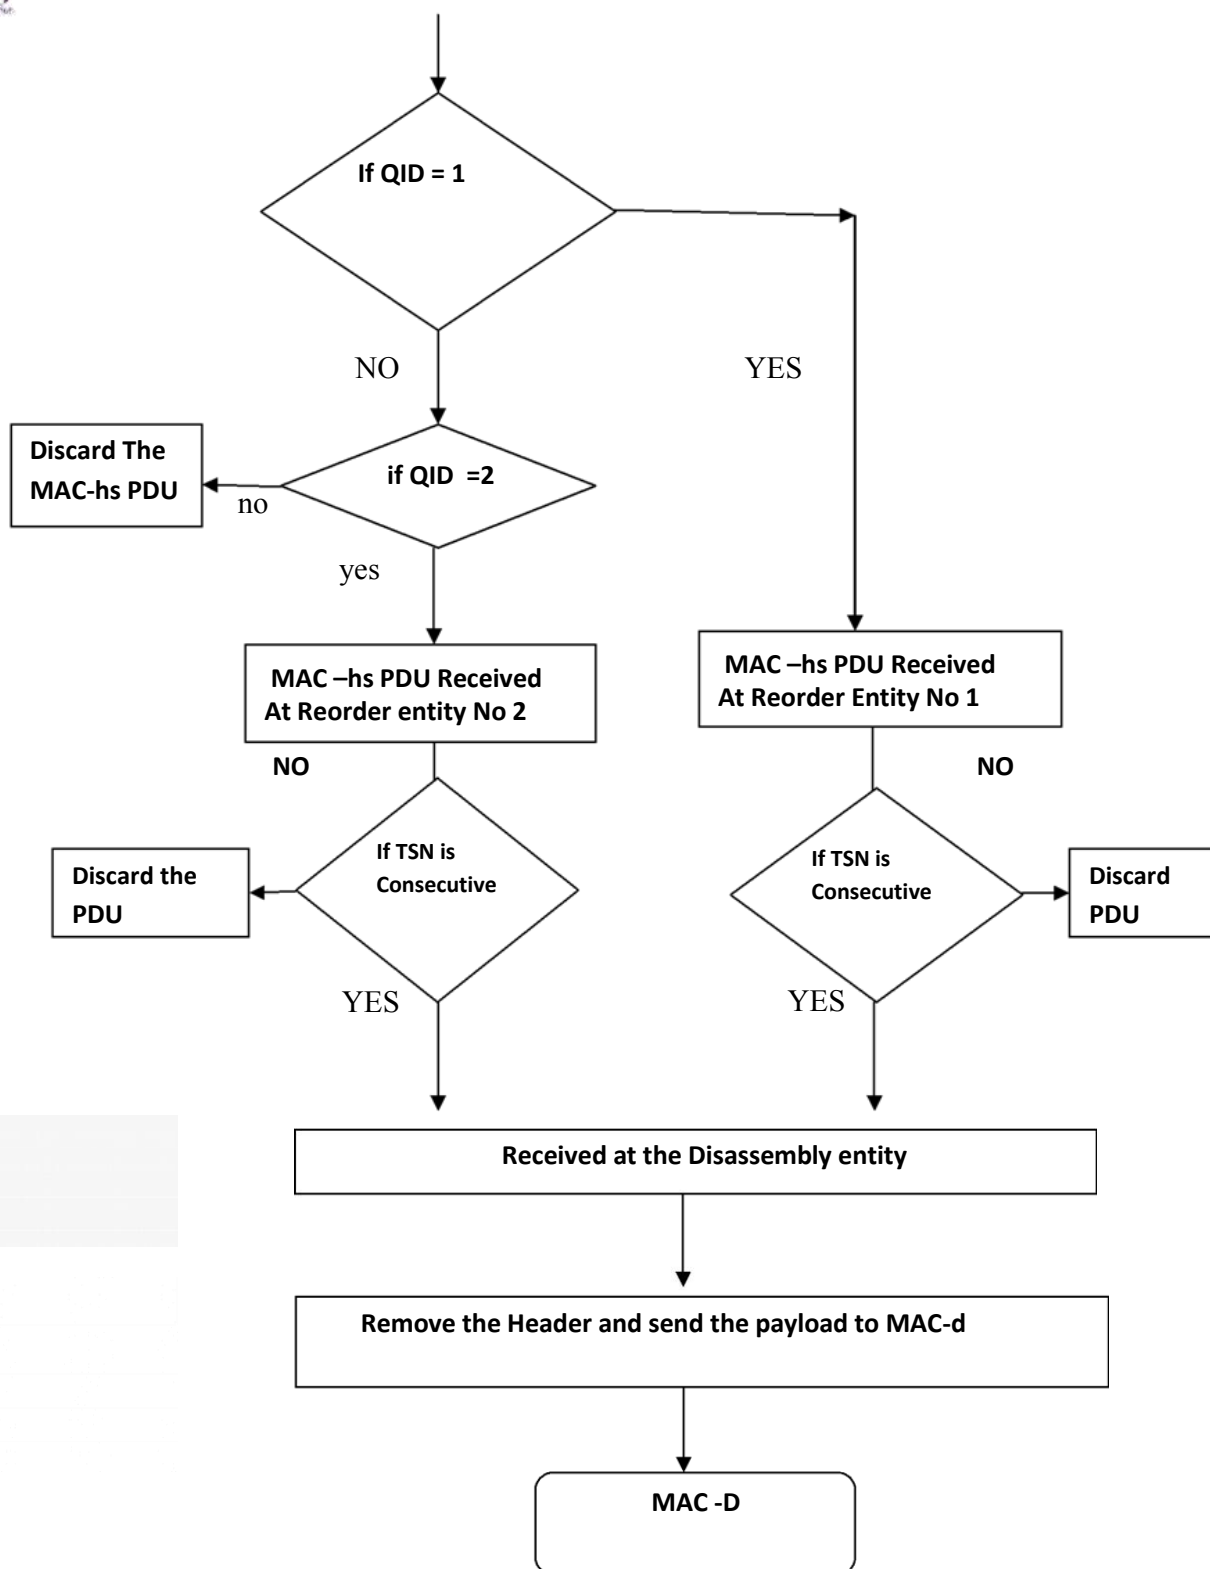 If QID = 1
NO
YES
Discard The
MAC-hs PDU
no
if QID  =2
yes
MAC –hs PDU Received
At Reorder entity No 2
MAC –hs PDU Received
At Reorder Entity No 1
NO
NO
If TSN is
Consecutive
If TSN is
Consecutive
Discard the
PDU
Discard
PDU
YES
YES
Received at the Disassembly entity
Remove the Header and send the payload to MAC-d
MAC -D